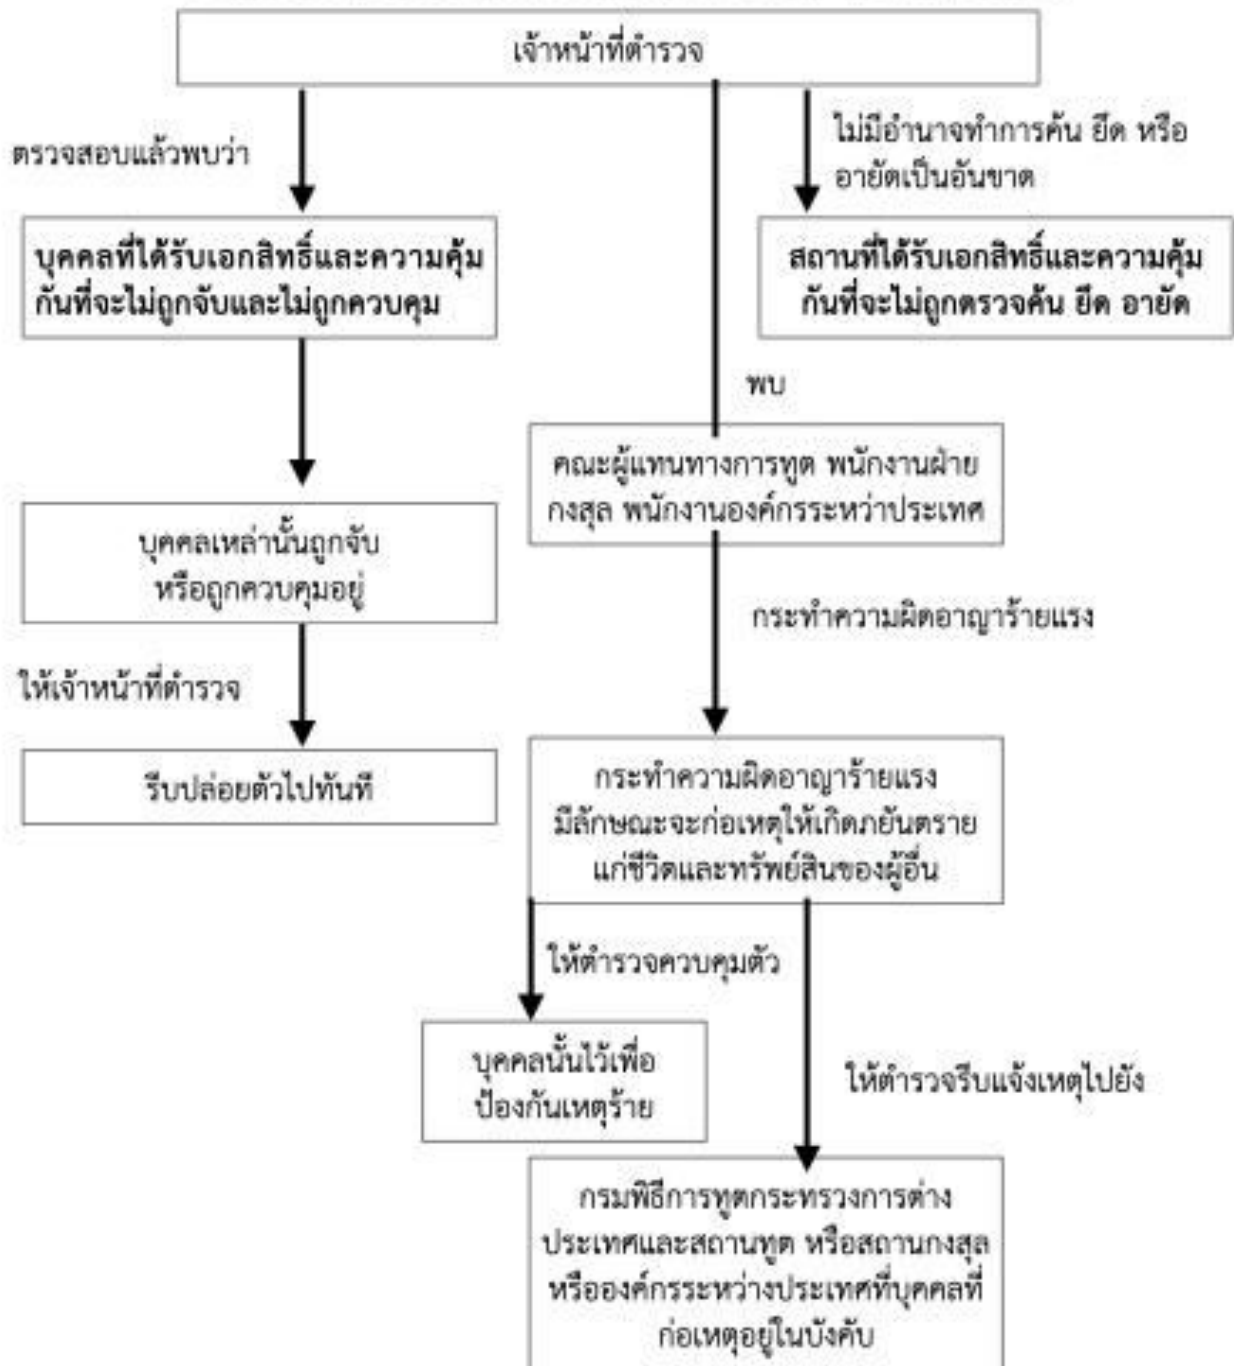 เจ้าหน้าที่ตำรวจ
ตรวจสอบแล้วพบว่า
ไม่มีอำนาจทำการค้น ยึด หรือ
อายัดเป็นอันขาด
บุคคลที่ได้รับเอกสิทธิ์และความคุ้ม
กันที่จะไม่ถูกจับและไม่ถูกควบคุม
สถานที่ได้รับเอกสิทธิ์และความคุ้ม
กันที่จะไม่ถูกตรวจค้น ยึด อายัด
พบ
คณะผู้แทนทางการทูต พนักงานฝ่าย
กงสุล พนักงานองค์กรระหว่าประเทศ
บุคคลเหล่านั้นถูกจับ
หรือถูกควบคุมอยู่
กระทำความผิดอาญาร้ายแรง
ให้เจ้าหน้าที่ตำรวจ
รีบปล่อยตัวไปทันที
กระทำความผิดอาญาร้ายแรง
มีลักษณะจะก่อเหตุให้เกิดภยันตราย
แก่ชีวิตและทรัพย์สินของผู้อื่น
ให้ตำรวจควบคุมตัว
บุคคลนั้นไว้เพื่อ
ป้องกันเหตุร้าย
ให้ตำรวจรีบแจ้งเหตุไปยัง
กรมพิธีการทูตกระทรวงการต่าง
ประเทศและสถานทูต หรือสถานกงสุล
หรือองค์กรระหว่างประเทศที่บุคคลที่
ก่อเหตุอยู่ในบังคับ